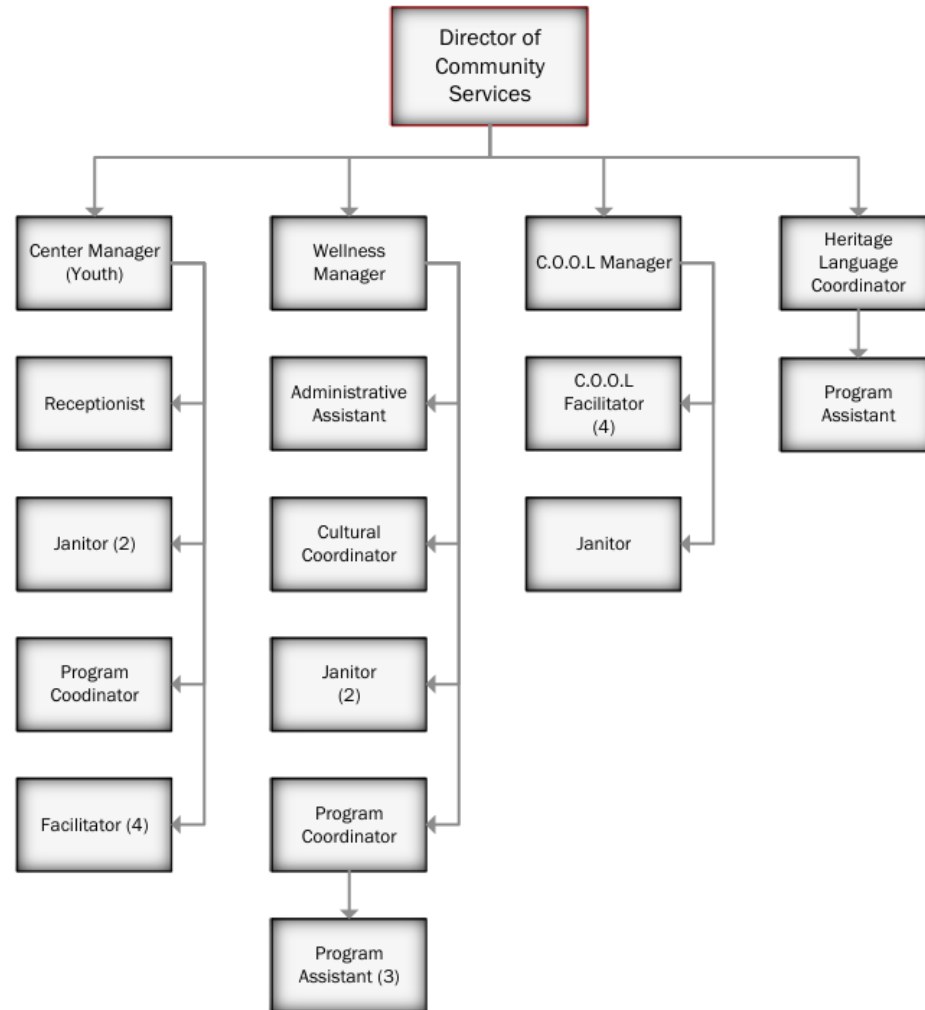 Director of
Community
Services
Center Manager
(Youth)
Wellness
Manager
C.O.O.L Manager
Heritage
Language
Coordinator
Receptionist
Administrative
Assistant
C.O.O.L
Facilitator
(4)
Program
Assistant
Janitor (2)
Cultural
Coordinator
Janitor
Program
Coodinator
Janitor
(2)
Facilitator (4)
Program
Coordinator
Program
Assistant (3)